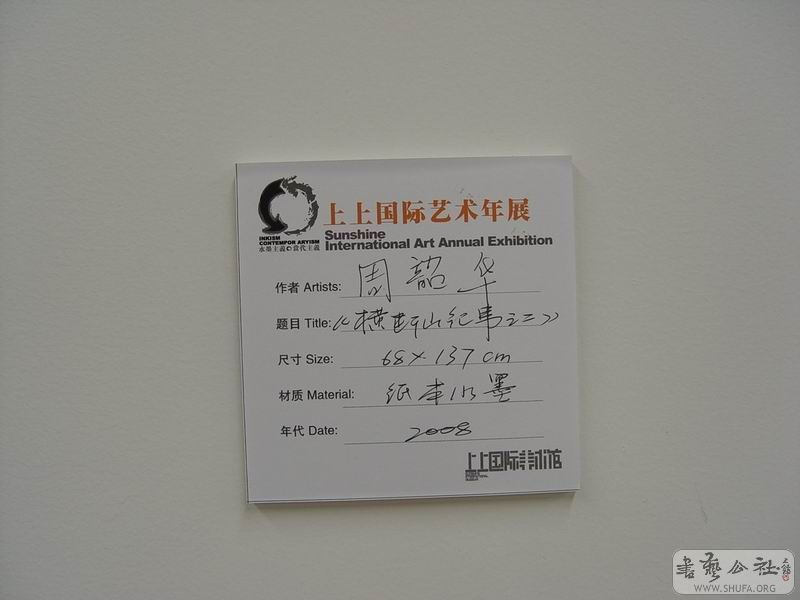 上上国际艺术年展
Sunshine
International Art Annual Exhibition
INKISM
CONTEMPOR ARYISM
水墨主義 當代主義
作者 Artists: 周韶华
题目 Title: 《横断山纪事之二》
尺寸 Size: 68×137cm
材质 Material: 纸本水墨
年代 Date: 2008
上上国际美术馆
書藝公社
WWW.SHUFA.ORG